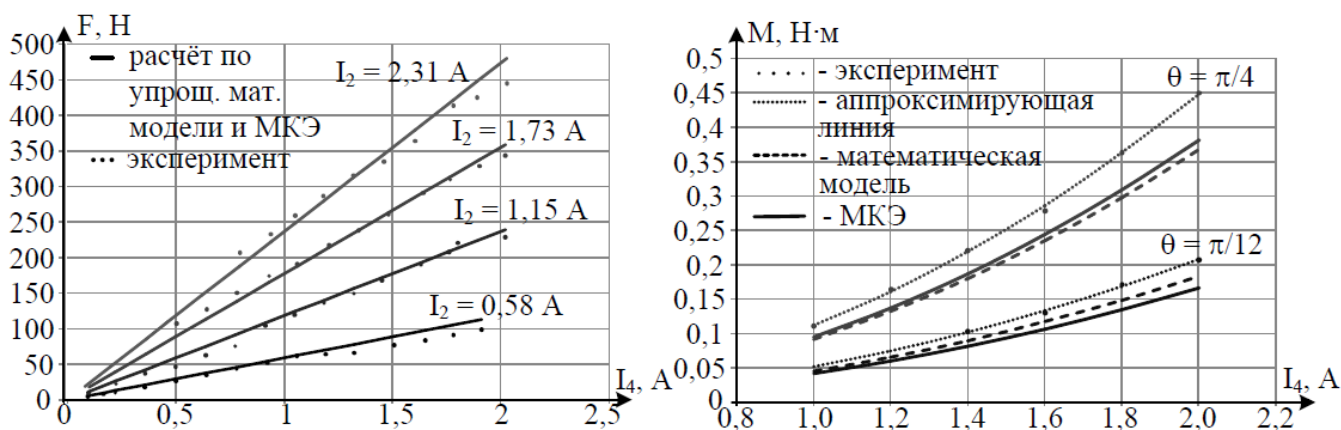 F, Н
500
450
400
350
300
250
200
150
100
50
0
0,5
1
1,5
2
2,5
I₄, А
расчёт по
упрощ. мат.
модели и МКЭ
эксперимент
I₂ = 2,31 А
I₂ = 1,73 А
I₂ = 1,15 А
I₂ = 0,58 А
М, Н·м
0,5
0,45
0,4
0,35
0,3
0,25
0,2
0,15
0,1
0,05
0
0,8
1,0
1,2
1,4
1,6
1,8
2,0
2,2
I₄, А
- эксперимент
- аппроксимирующая
линия
- математическая
модель
- МКЭ
θ = π/4
θ = π/12